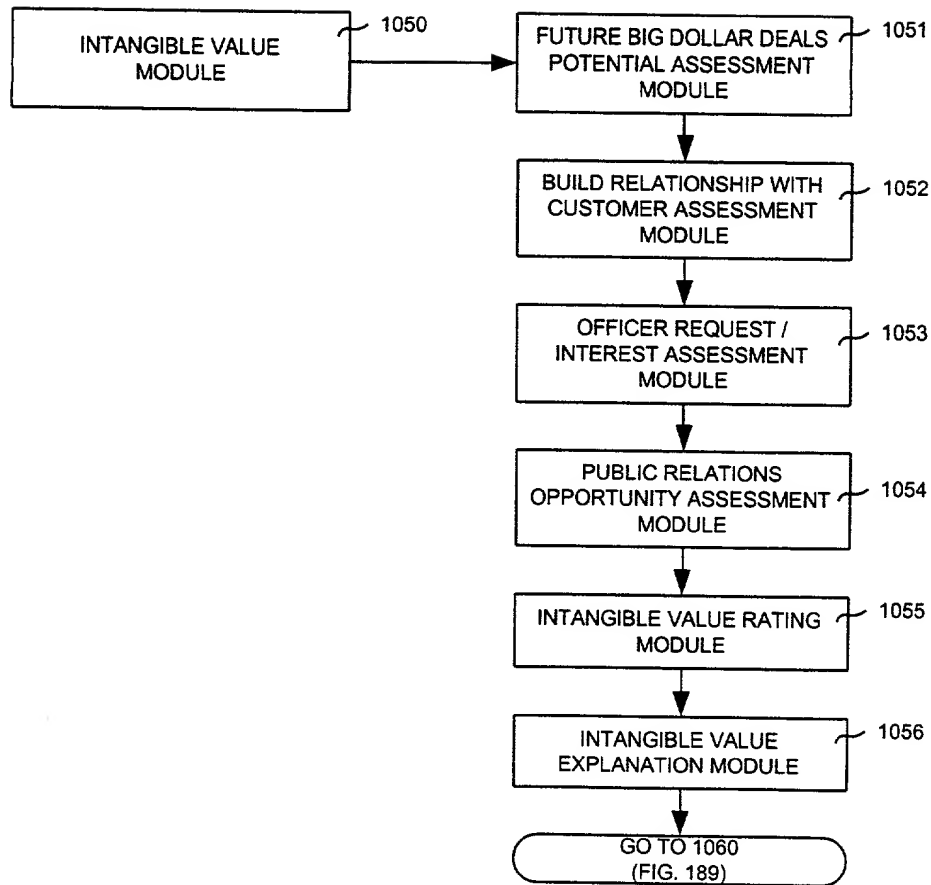 INTANGIBLE VALUE
MODULE
1050
FUTURE BIG DOLLAR DEALS
POTENTIAL ASSESSMENT
MODULE
1051
BUILD RELATIONSHIP WITH
CUSTOMER ASSESSMENT
MODULE
1052
OFFICER REQUEST /
INTEREST ASSESSMENT
MODULE
1053
PUBLIC RELATIONS
OPPORTUNITY ASSESSMENT
MODULE
1054
INTANGIBLE VALUE RATING
MODULE
1055
INTANGIBLE VALUE
EXPLANATION MODULE
1056
GO TO 1060
(FIG. 189)